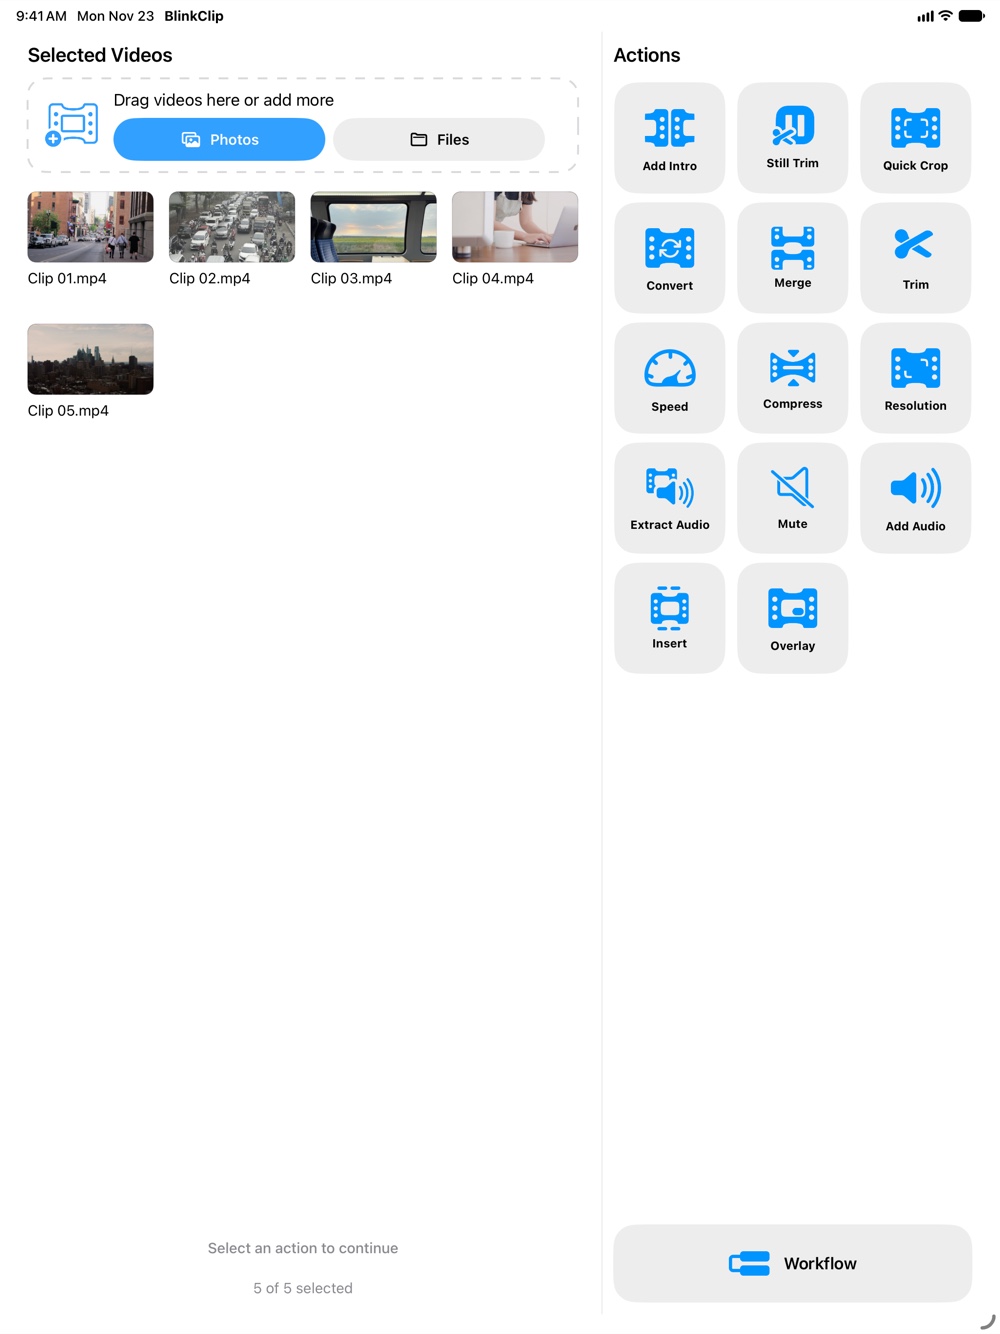 9:41 AM Mon Nov 23 BlinkClip
Selected Videos
Drag videos here or add more
Photos
Files
Clip 01.mp4
Clip 02.mp4
Clip 03.mp4
Clip 04.mp4
Clip 05.mp4
Select an action to continue
5 of 5 selected
Actions
Add Intro
Still Trim
Quick Crop
Convert
Merge
Trim
Speed
Compress
Resolution
Extract Audio
Mute
Add Audio
Insert
Overlay
Workflow